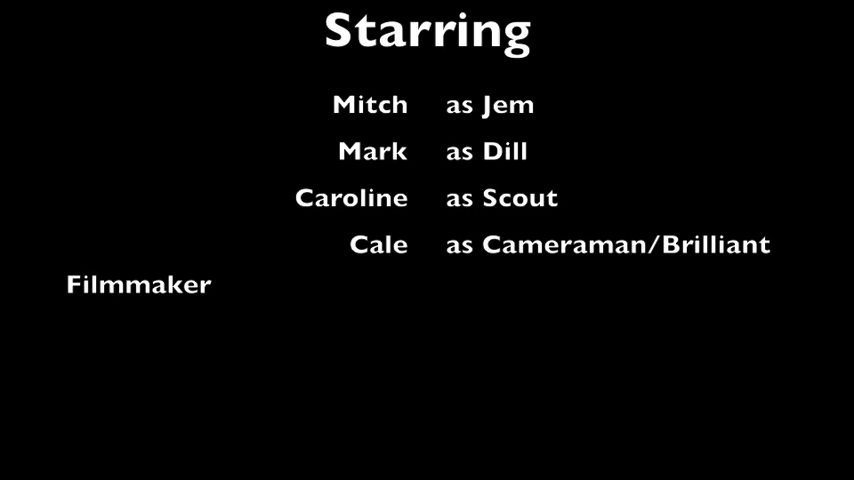 Starring
Mitch as Jem
Mark as Dill
Caroline as Scout
Cale as Cameraman/Brilliant
Filmmaker